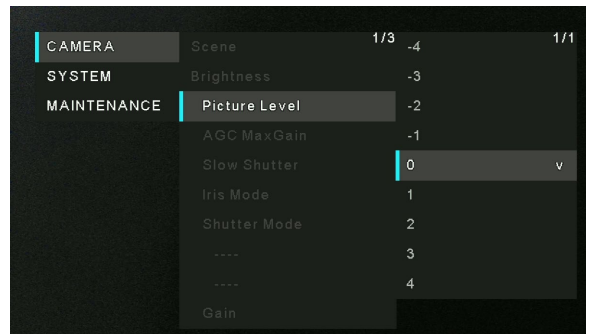 CAMERA
SYSTEM
MAINTENANCE
1/3
Scene
Brightness
Picture Level
AGC MaxGain
Slow Shutter
Iris Mode
Shutter Mode
----
----
Gain
1/1
-4
-3
-2
-1
0 v
1
2
3
4